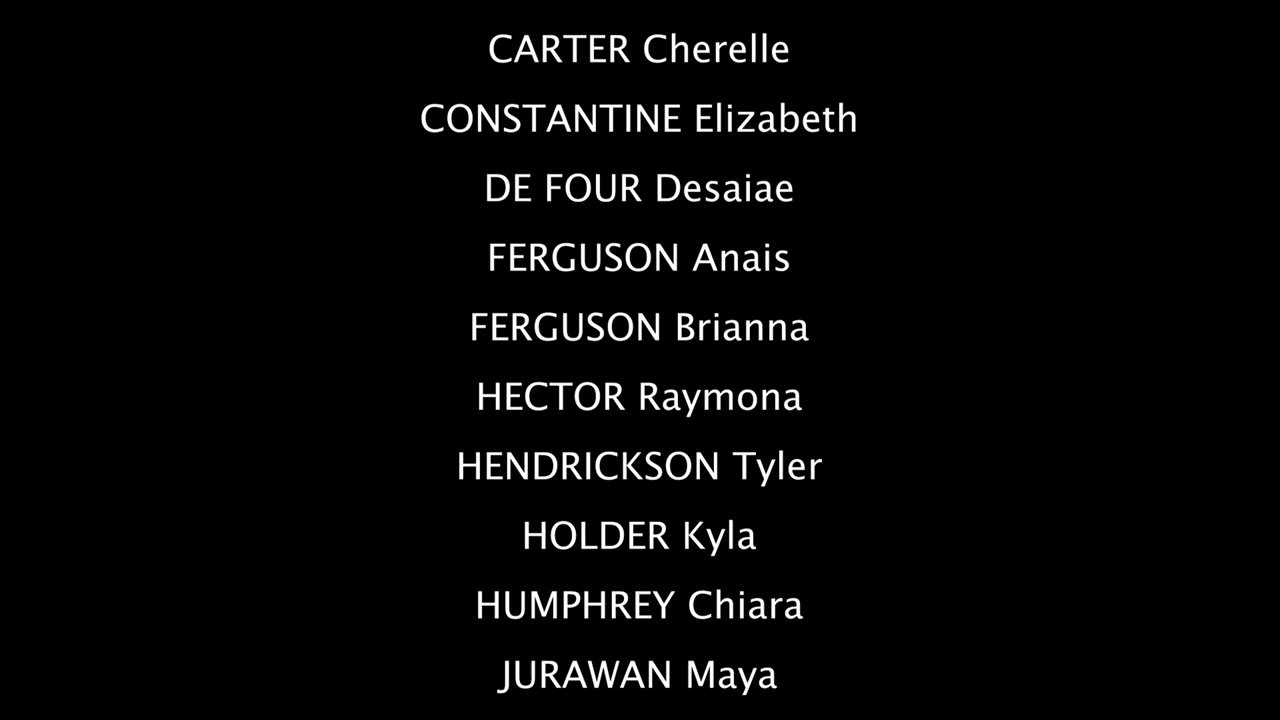 CARTER Cherelle
CONSTANTINE Elizabeth
DE FOUR Desaiae
FERGUSON Anais
FERGUSON Brianna
HECTOR Raymona
HENDRICKSON Tyler
HOLDER Kyla
HUMPHREY Chiara
JURAWAN Maya